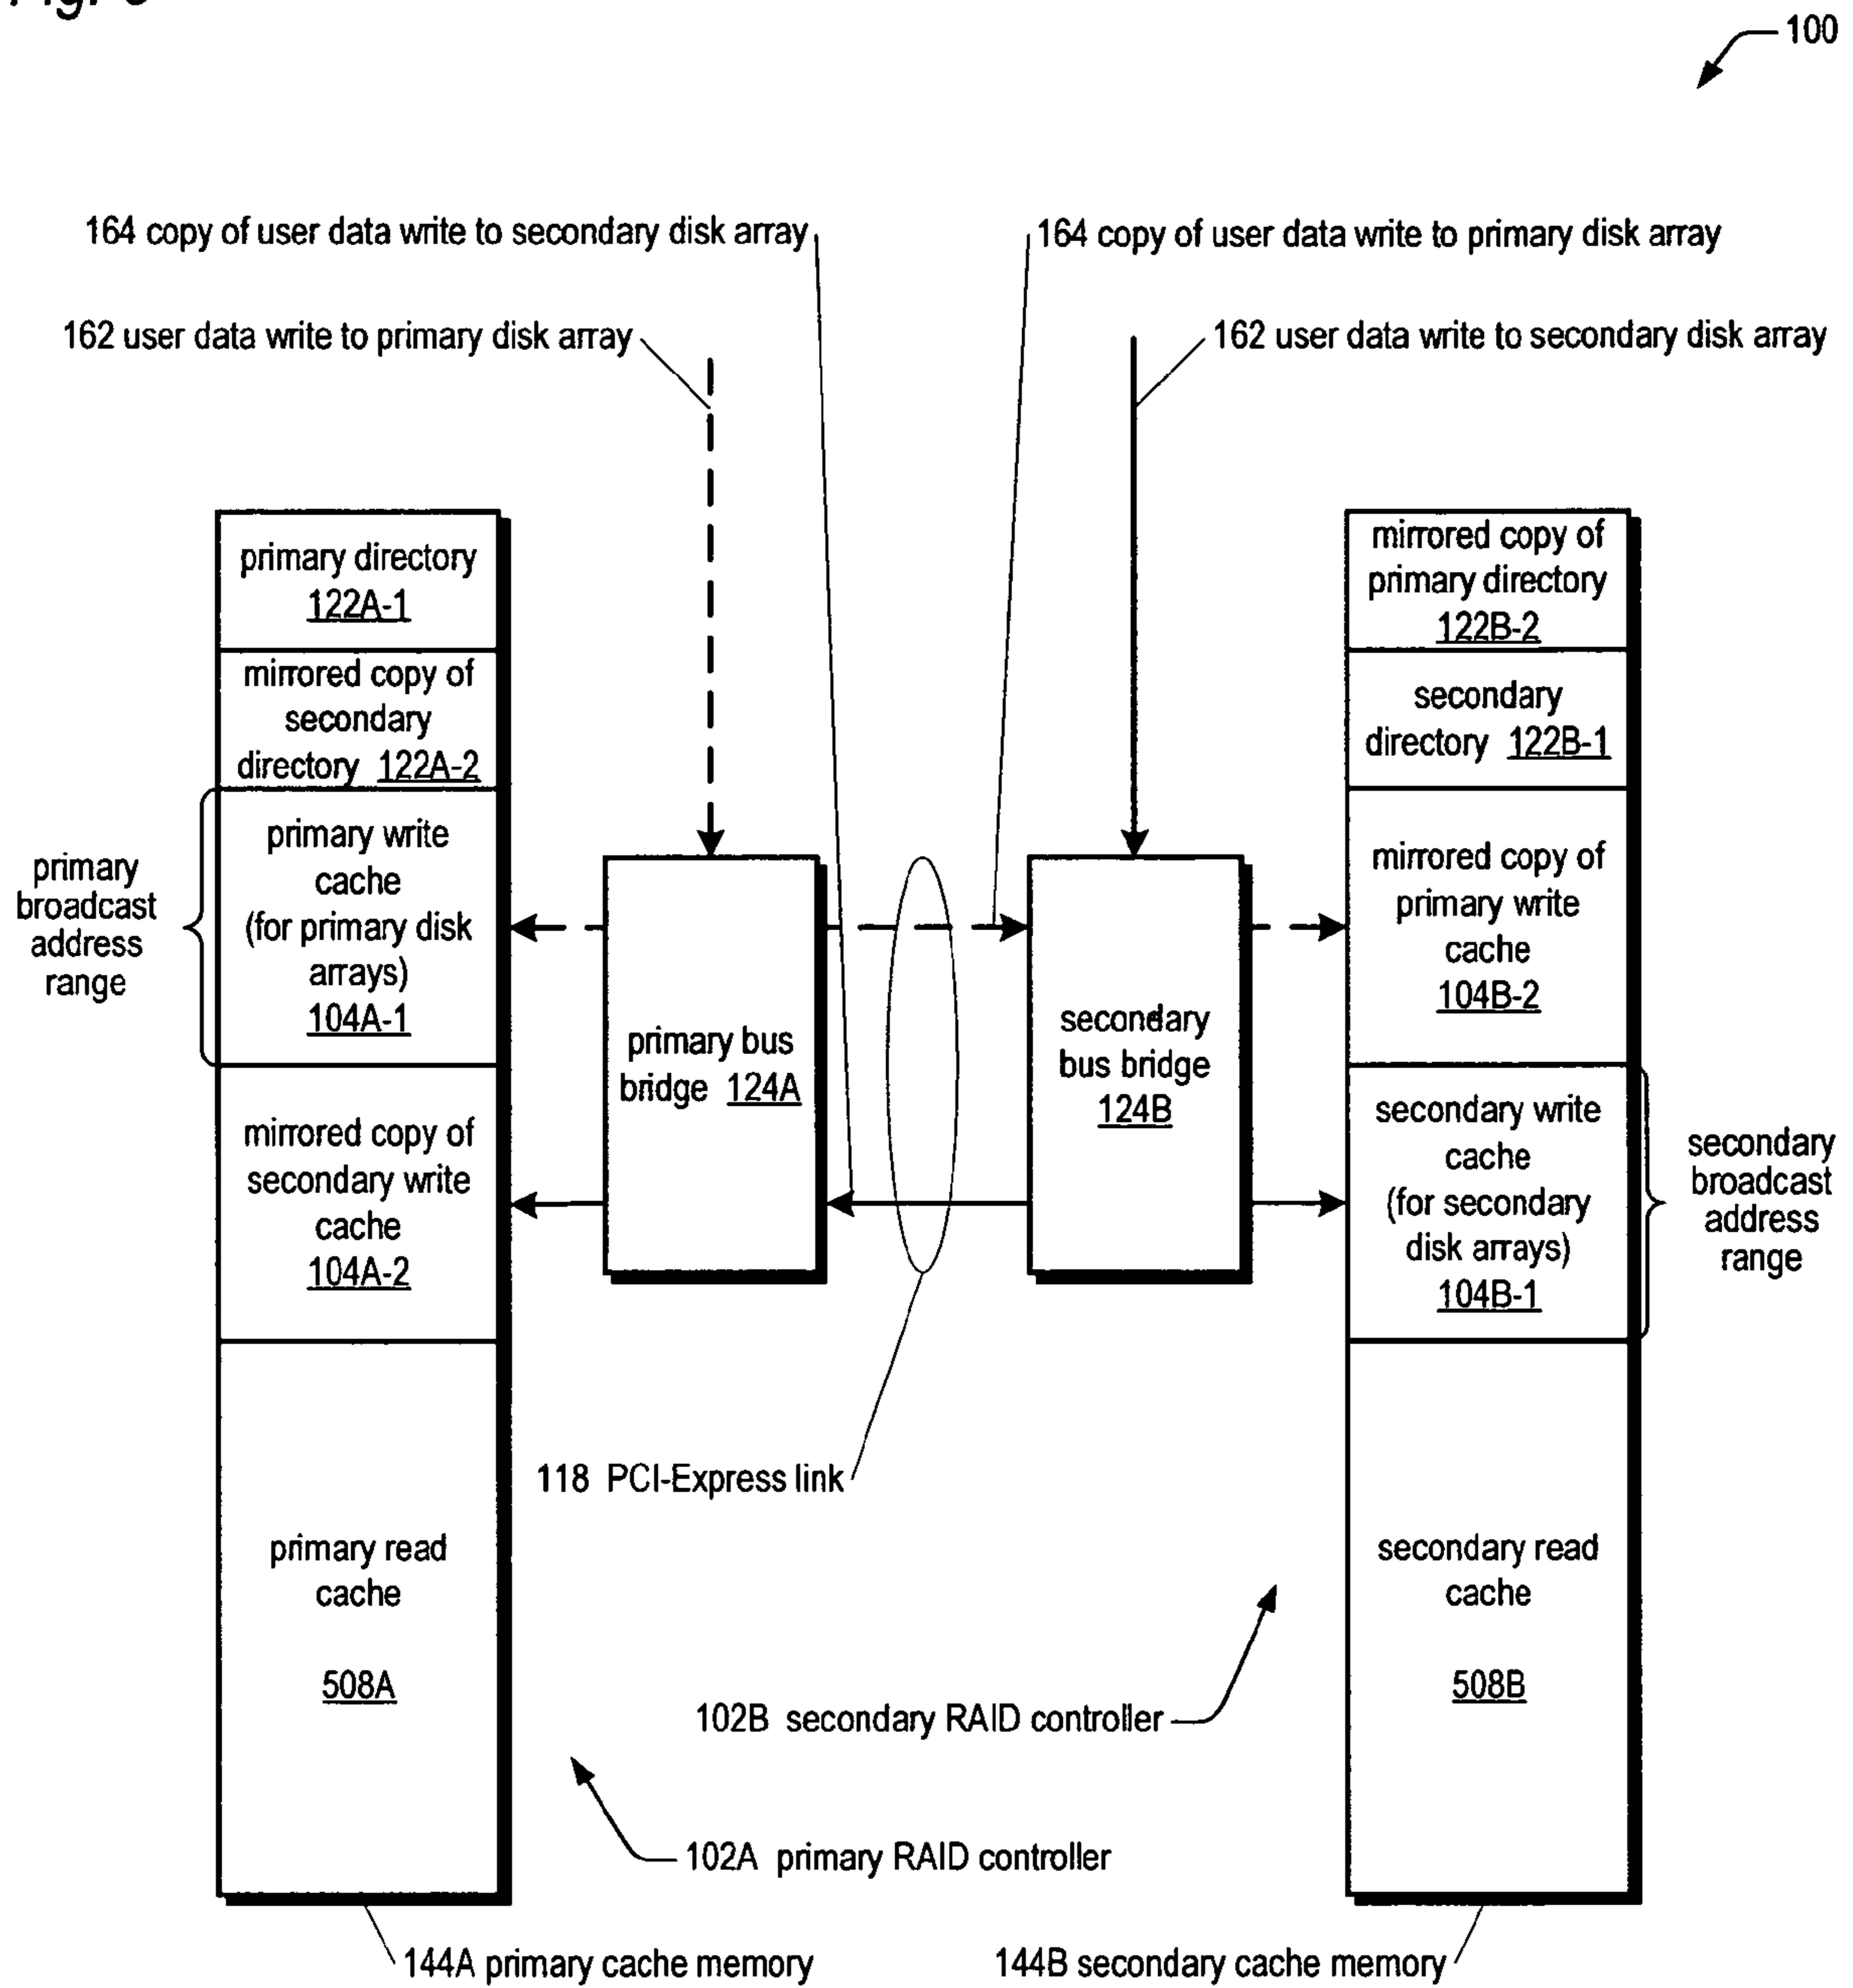 100
164 copy of user data write to secondary disk array
164 copy of user data write to primary disk array
162 user data write to primary disk array
162 user data write to secondary disk array
primary directory
122A-1
mirrored copy of
secondary
directory 122A-2
primary
broadcast
address
range
primary write
cache
(for primary disk
arrays)
104A-1
mirrored copy of
secondary write
cache
104A-2
primary read
cache
508A
primary bus
bridge 124A
secondary
bus bridge
124B
mirrored copy of
primary directory
122B-2
secondary
directory 122B-1
mirrored copy of
primary write
cache
104B-2
secondary write
cache
(for secondary
disk arrays)
104B-1
secondary
broadcast
address
range
secondary read
cache
508B
118 PCI-Express link
102B secondary RAID controller
102A primary RAID controller
144A primary cache memory
144B secondary cache memory